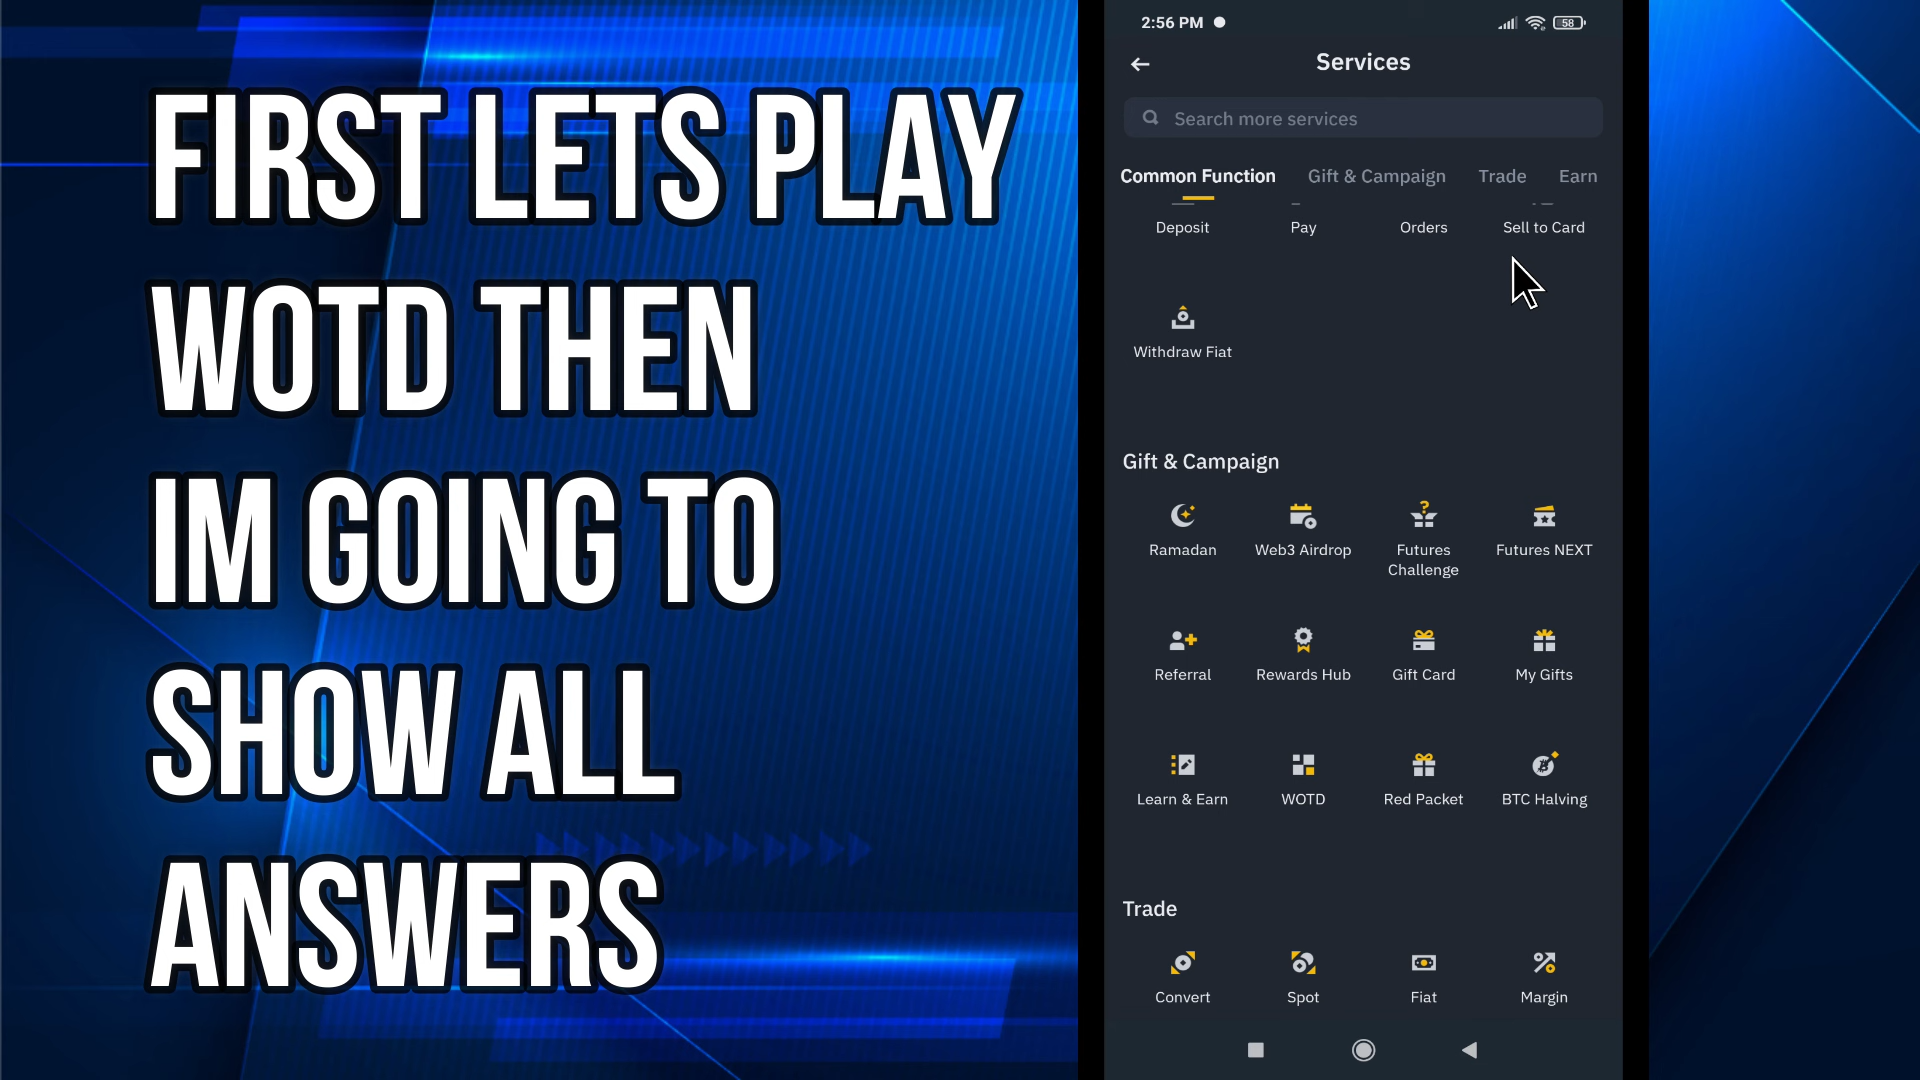 FIRST LETS PLAY
WOTD THEN
IM GOING TO
SHOW ALL
ANSWERS
2:56 PM
58
Services
Search more services
Common Function Gift & Campaign Trade Earn
Deposit Pay Orders Sell to Card
Withdraw Fiat
Gift & Campaign
Ramadan Web3 Airdrop Futures Challenge Futures NEXT
Referral Rewards Hub Gift Card My Gifts
Learn & Earn WOTD Red Packet BTC Halving
Trade
Convert Spot Fiat Margin